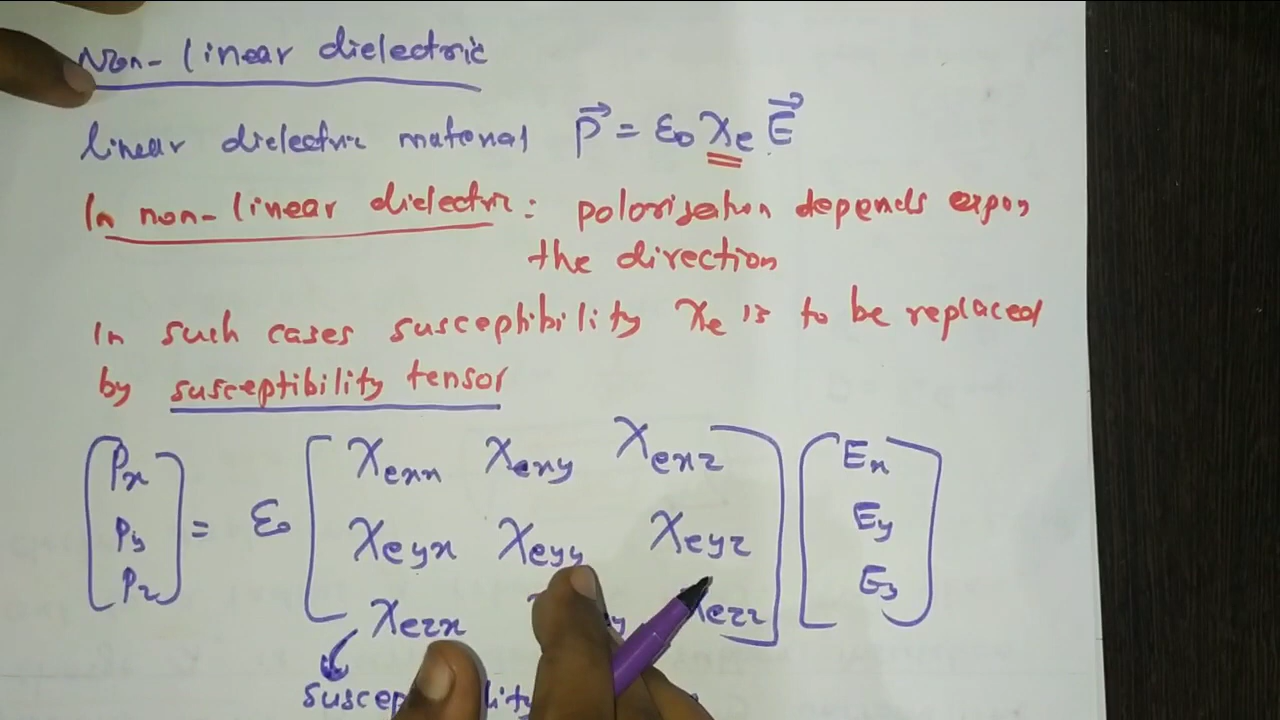 Non-linear dielectric
linear dielectric material P⃗ = ε₀ χe E⃗
In non-linear dielectric: polarisation depends
the direction
In such cases susceptibility χe is to be replaced
by susceptibility tensor
Px χexx χexy χexz Ex
Py = ε₀ χeyx χeyy χeyz Ey
Pz χezx χezz Ez